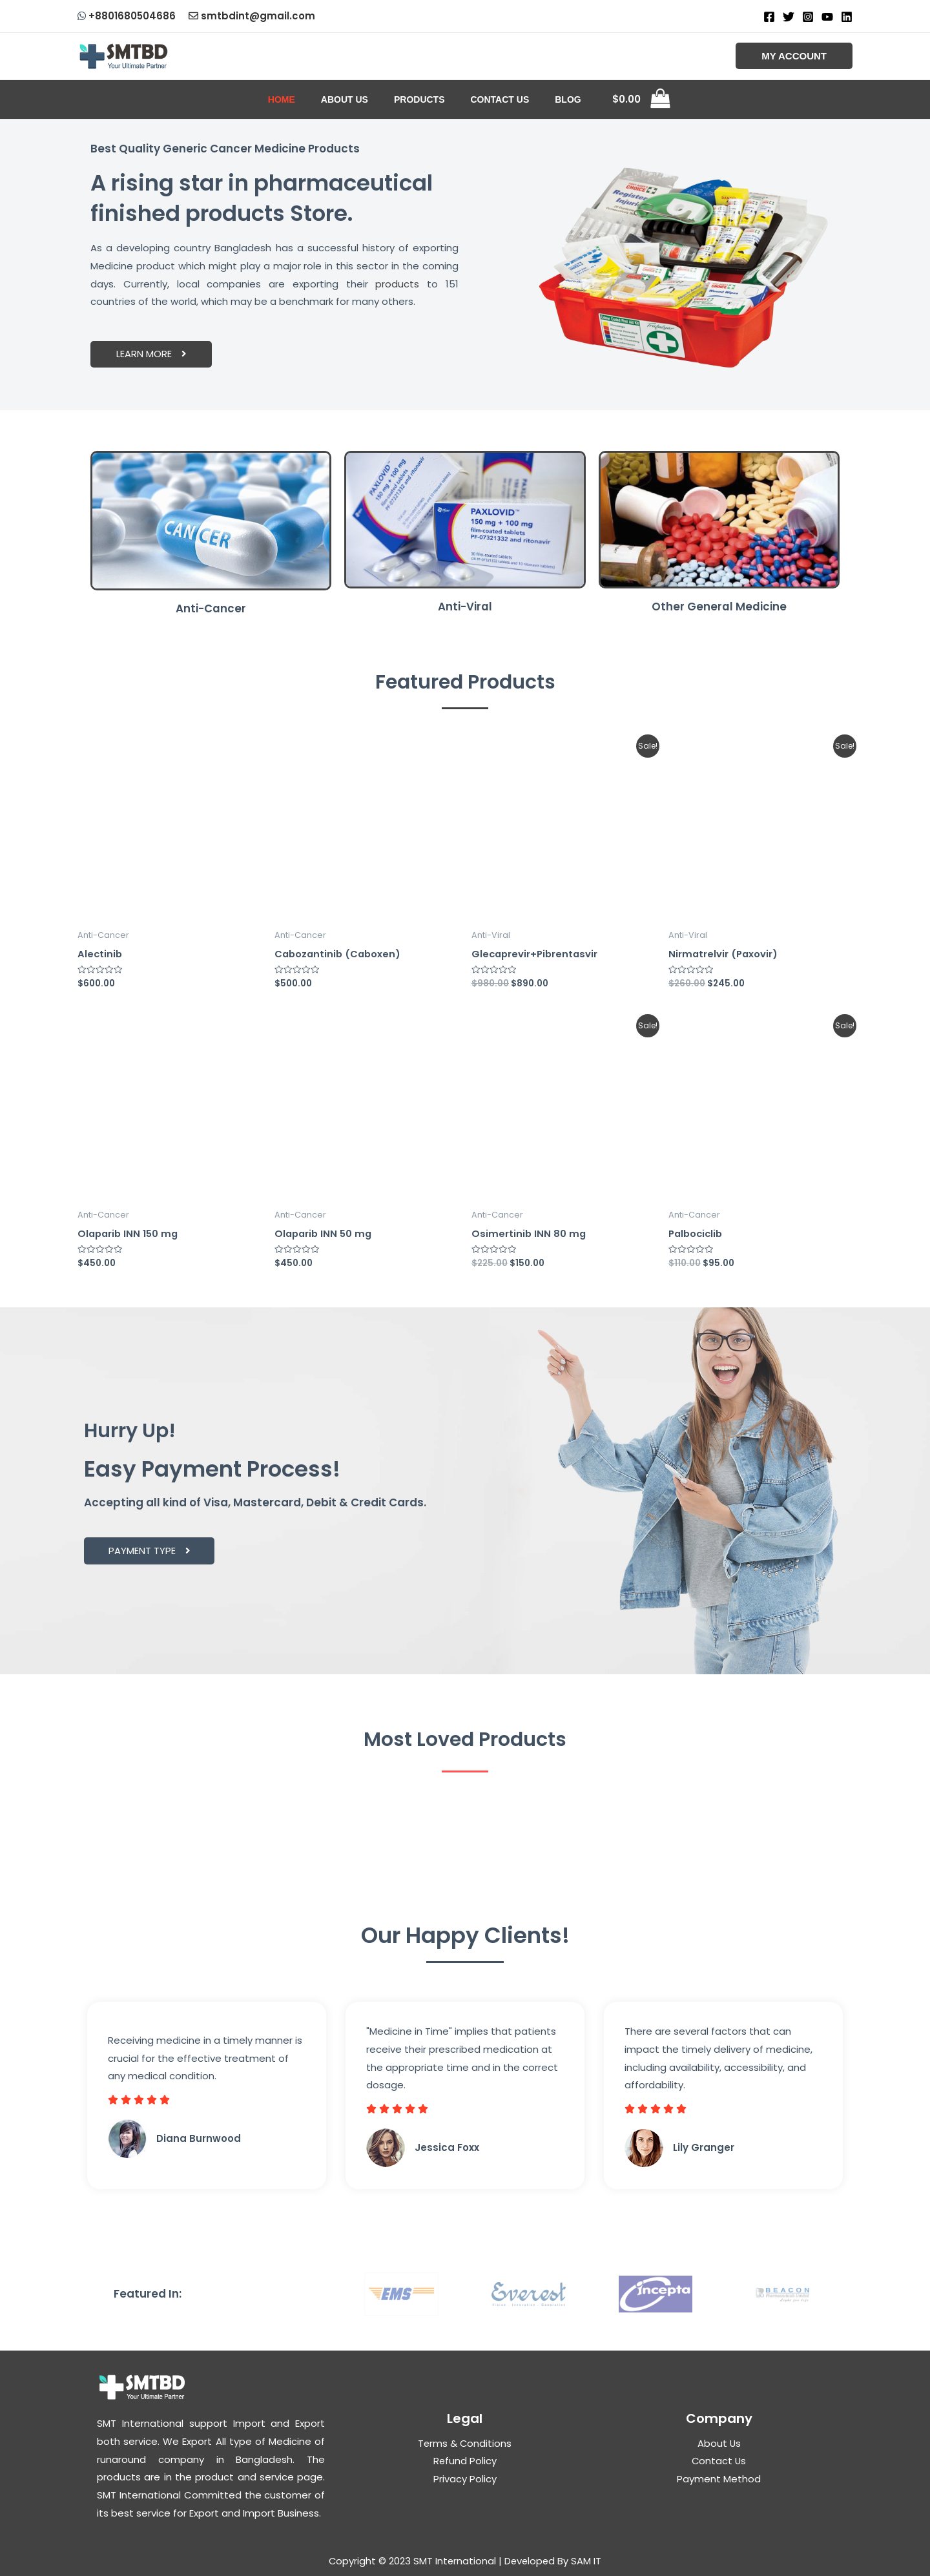 +8801680504686 smtbdint@gmail.com
SMTBD
Your Ultimate Partner
MY ACCOUNT
HOME ABOUT US PRODUCTS CONTACT US BLOG $0.00
Best Quality Generic Cancer Medicine Products
A rising star in pharmaceutical
finished products Store.
As a developing country Bangladesh has a successful history of exporting
Medicine product which might play a major role in this sector in the coming
days. Currently, local companies are exporting their products to 151
countries of the world, which may be a benchmark for many others.
LEARN MORE
CANCER
PAXLOVID
150 mg + 100 mg
film-coated tablets
PF-07321332 and ritonavir
Anti-Cancer
Anti-Viral
Other General Medicine
Featured Products
Sale!
Sale!
Anti-Cancer
Alectinib
$600.00
Anti-Cancer
Cabozantinib (Caboxen)
$500.00
Anti-Viral
Glecaprevir+Pibrentasvir
$980.00 $890.00
Anti-Viral
Nirmatrelvir (Paxovir)
$260.00 $245.00
Sale!
Sale!
Anti-Cancer
Olaparib INN 150 mg
$450.00
Anti-Cancer
Olaparib INN 50 mg
$450.00
Anti-Cancer
Osimertinib INN 80 mg
$225.00 $150.00
Anti-Cancer
Palbociclib
$110.00 $95.00
Hurry Up!
Easy Payment Process!
Accepting all kind of Visa, Mastercard, Debit & Credit Cards.
PAYMENT TYPE
Most Loved Products
Our Happy Clients!
Receiving medicine in a timely manner is
crucial for the effective treatment of
any medical condition.
Diana Burnwood
"Medicine in Time" implies that patients
receive their prescribed medication at
the appropriate time and in the correct
dosage.
Jessica Foxx
There are several factors that can
impact the timely delivery of medicine,
including availability, accessibility, and
affordability.
Lily Granger
Featured In:
EMS
Everest
incepta
BEACON
SMTBD
Your Ultimate Partner
SMT International support Import and Export
both service. We Export All type of Medicine of
runaround company in Bangladesh. The
products are in the product and service page.
SMT International Committed the customer of
its best service for Export and Import Business.
Legal
Terms & Conditions
Refund Policy
Privacy Policy
Company
About Us
Contact Us
Payment Method
Copyright © 2023 SMT International | Developed By SAM IT